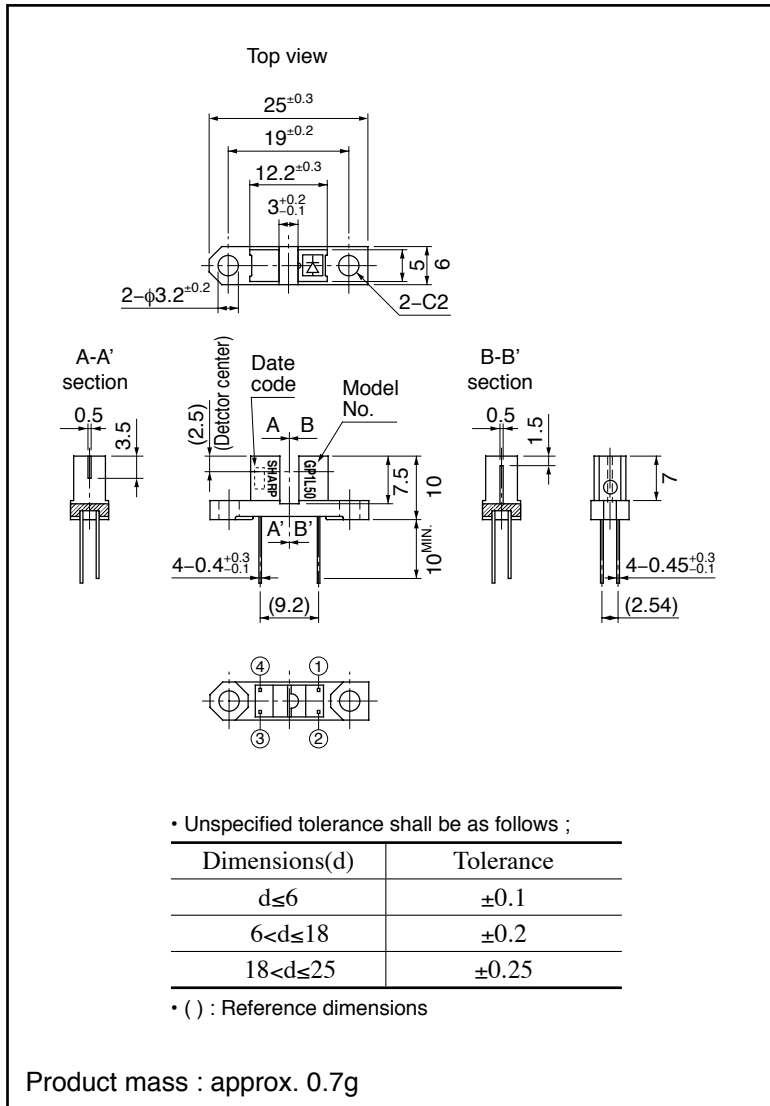 Top view
25±0.3
19±0.2
12.2±0.3
3+0.2−0.1
5
6
2−φ3.2±0.2
2−C2
A-A’
section
0.5
3.5
(2.5)
(Detctor center)
Date
code
A
B
Model
No.
SHARP
GP1L50
7.5
10
A’
B’
10MIN.
4−0.4+0.3−0.1
(9.2)
B-B’
section
0.5
1.5
7
4−0.45+0.3−0.1
(2.54)
④
①
③
②
• Unspecified tolerance shall be as follows ;
Dimensions(d) Tolerance
d≤6 ±0.1
6<d≤18 ±0.2
18<d≤25 ±0.25
• ( ) : Reference dimensions
Product mass : approx. 0.7g